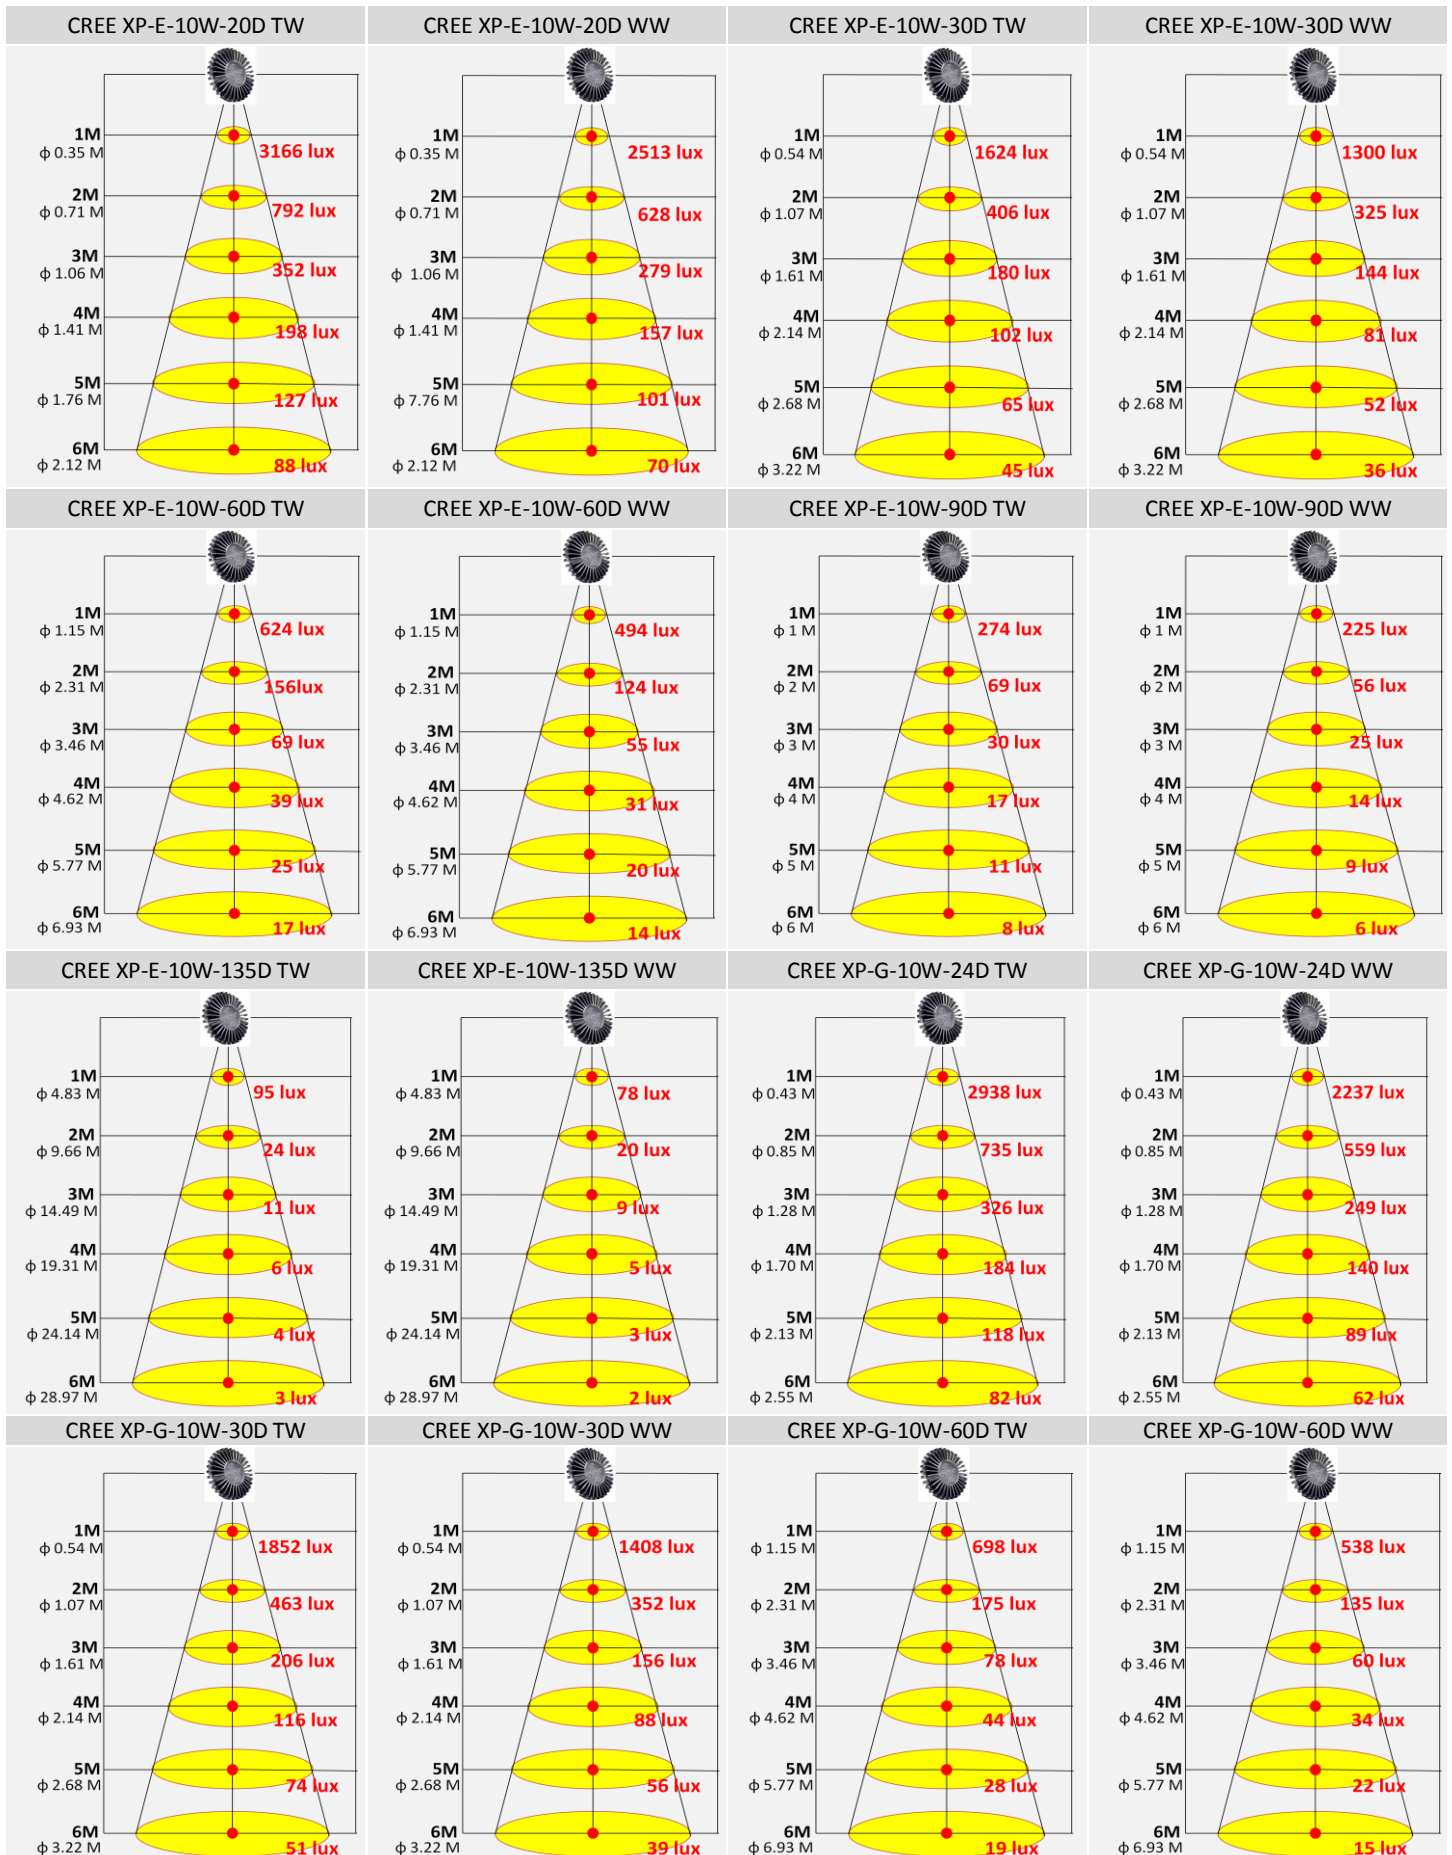 CREE XP-E-10W-20D TW
1M
φ 0.35 M
3166 lux
2M
φ 0.71 M
792 lux
3M
φ 1.06 M
352 lux
4M
φ 1.41 M
198 lux
5M
φ 1.76 M
127 lux
6M
φ 2.12 M
88 lux
CREE XP-E-10W-20D WW
1M
φ 0.35 M
2513 lux
2M
φ 0.71 M
628 lux
3M
φ 1.06 M
279 lux
4M
φ 1.41 M
157 lux
5M
φ 7.76 M
101 lux
6M
φ 2.12 M
70 lux
CREE XP-E-10W-30D TW
1M
φ 0.54 M
1624 lux
2M
φ 1.07 M
406 lux
3M
φ 1.61 M
180 lux
4M
φ 2.14 M
102 lux
5M
φ 2.68 M
65 lux
6M
φ 3.22 M
45 lux
CREE XP-E-10W-30D WW
1M
φ 0.54 M
1300 lux
2M
φ 1.07 M
325 lux
3M
φ 1.61 M
144 lux
4M
φ 2.14 M
81 lux
5M
φ 2.68 M
52 lux
6M
φ 3.22 M
36 lux
CREE XP-E-10W-60D TW
1M
φ 1.15 M
624 lux
2M
φ 2.31 M
156lux
3M
φ 3.46 M
69 lux
4M
φ 4.62 M
39 lux
5M
φ 5.77 M
25 lux
6M
φ 6.93 M
17 lux
CREE XP-E-10W-60D WW
1M
φ 1.15 M
494 lux
2M
φ 2.31 M
124 lux
3M
φ 3.46 M
55 lux
4M
φ 4.62 M
31 lux
5M
φ 5.77 M
20 lux
6M
φ 6.93 M
14 lux
CREE XP-E-10W-90D TW
1M
φ 1 M
274 lux
2M
φ 2 M
69 lux
3M
φ 3 M
30 lux
4M
φ 4 M
17 lux
5M
φ 5 M
11 lux
6M
φ 6 M
8 lux
CREE XP-E-10W-90D WW
1M
φ 1 M
225 lux
2M
φ 2 M
56 lux
3M
φ 3 M
25 lux
4M
φ 4 M
14 lux
5M
φ 5 M
9 lux
6M
φ 6 M
6 lux
CREE XP-E-10W-135D TW
1M
φ 4.83 M
95 lux
2M
φ 9.66 M
24 lux
3M
φ 14.49 M
11 lux
4M
φ 19.31 M
6 lux
5M
φ 24.14 M
4 lux
6M
φ 28.97 M
3 lux
CREE XP-E-10W-135D WW
1M
φ 4.83 M
78 lux
2M
φ 9.66 M
20 lux
3M
φ 14.49 M
9 lux
4M
φ 19.31 M
5 lux
5M
φ 24.14 M
3 lux
6M
φ 28.97 M
2 lux
CREE XP-G-10W-24D TW
1M
φ 0.43 M
2938 lux
2M
φ 0.85 M
735 lux
3M
φ 1.28 M
326 lux
4M
φ 1.70 M
184 lux
5M
φ 2.13 M
118 lux
6M
φ 2.55 M
82 lux
CREE XP-G-10W-24D WW
1M
φ 0.43 M
2237 lux
2M
φ 0.85 M
559 lux
3M
φ 1.28 M
249 lux
4M
φ 1.70 M
140 lux
5M
φ 2.13 M
89 lux
6M
φ 2.55 M
62 lux
CREE XP-G-10W-30D TW
1M
φ 0.54 M
1852 lux
2M
φ 1.07 M
463 lux
3M
φ 1.61 M
206 lux
4M
φ 2.14 M
116 lux
5M
φ 2.68 M
74 lux
6M
φ 3.22 M
51 lux
CREE XP-G-10W-30D WW
1M
φ 0.54 M
1408 lux
2M
φ 1.07 M
352 lux
3M
φ 1.61 M
156 lux
4M
φ 2.14 M
88 lux
5M
φ 2.68 M
56 lux
6M
φ 3.22 M
39 lux
CREE XP-G-10W-60D TW
1M
φ 1.15 M
698 lux
2M
φ 2.31 M
175 lux
3M
φ 3.46 M
78 lux
4M
φ 4.62 M
44 lux
5M
φ 5.77 M
28 lux
6M
φ 6.93 M
19 lux
CREE XP-G-10W-60D WW
1M
φ 1.15 M
538 lux
2M
φ 2.31 M
135 lux
3M
φ 3.46 M
60 lux
4M
φ 4.62 M
34 lux
5M
φ 5.77 M
22 lux
6M
φ 6.93 M
15 lux